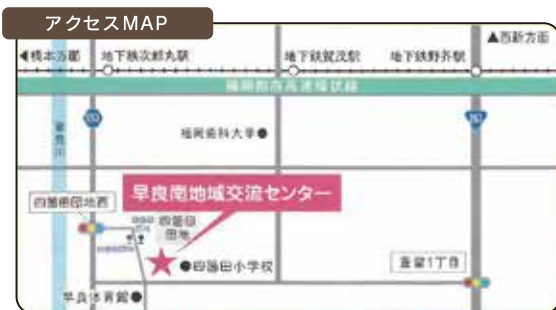 アクセスMAP
▲西新方面
◀橋本方面
地下鉄次郎丸駅
地下鉄賀茂駅
地下鉄野芥駅
福岡都市高速環状線
室見川
福岡歯科大学●
早良南地域交流センター
四箇田団地西
四箇田
団地
●四箇田小学校
重留1丁目
早良体育館●